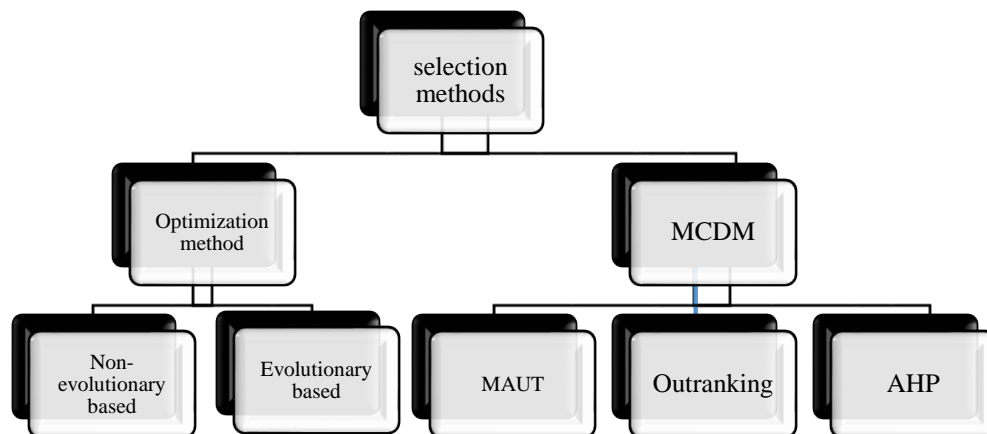 selection
methods
Optimization
method
MCDM
Non-
evolutionary
based
Evolutionary
based
MAUT
Outranking
AHP